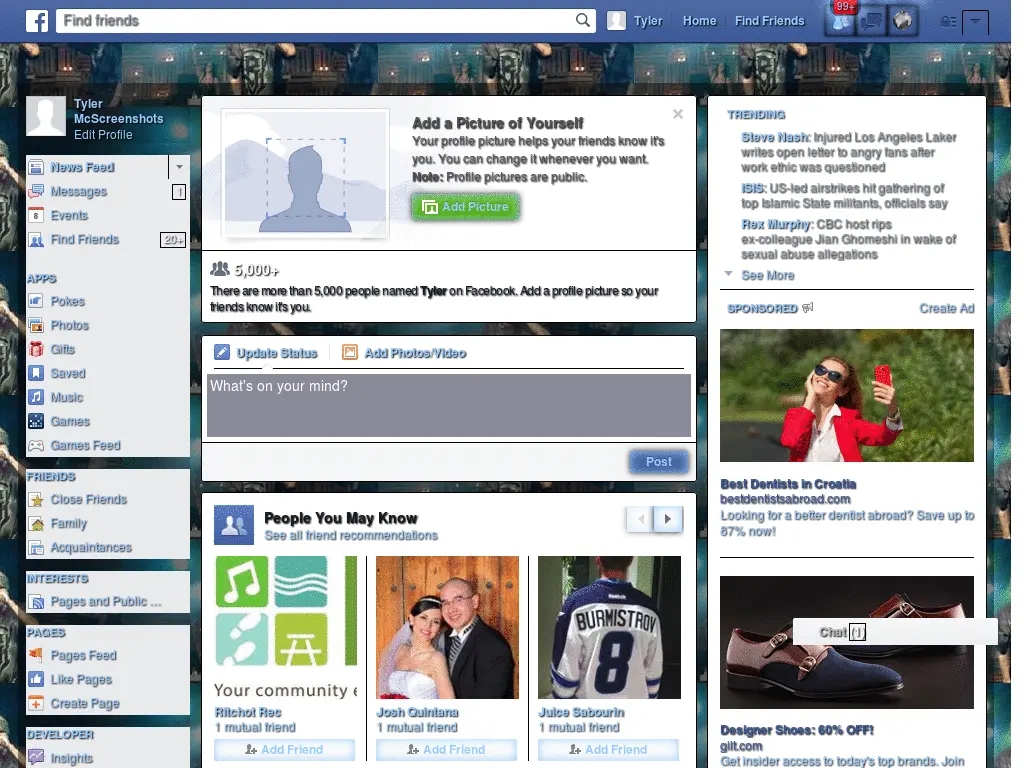 f
Find friends
Tyler
Home
Find Friends
99+
Tyler
McScreenshots
Edit Profile
News Feed
Messages 1
8 Events
Find Friends 20+
APPS
Pokes
Photos
Gifts
Saved
Music
Games
Games Feed
FRIENDS
Close Friends
Family
Acquaintances
INTERESTS
Pages and Public ...
PAGES
Pages Feed
Like Pages
Create Page
DEVELOPER
Insights
Add a Picture of Yourself
Your profile picture helps your friends know it's
you. You can change it whenever you want.
Note: Profile pictures are public.
Add Picture
5,000+
There are more than 5,000 people named Tyler on Facebook. Add a profile picture so your
friends know it's you.
Update Status
Add Photos/Video
What's on your mind?
Post
People You May Know
See all friend recommendations
Your community e
Ritchot Rec
1 mutual friend
Add Friend
Josh Quintana
1 mutual friend
Add Friend
Reebok
BURMISTROV
8
Juice Sabourin
1 mutual friend
Add Friend
TRENDING
Steve Nash: Injured Los Angeles Laker
writes open letter to angry fans after
work ethic was questioned
ISIS: US-led airstrikes hit gathering of
top Islamic State militants, officials say
Rex Murphy: CBC host rips
ex-colleague Jian Ghomeshi in wake of
sexual abuse allegations
See More
SPONSORED
Create Ad
Best Dentists in Croatia
bestdentistsabroad.com
Looking for a better dentist abroad? Save up to
67% now!
Chat (1)
Designer Shoes: 60% OFF!
gilt.com
Get insider access to today's top brands. Join